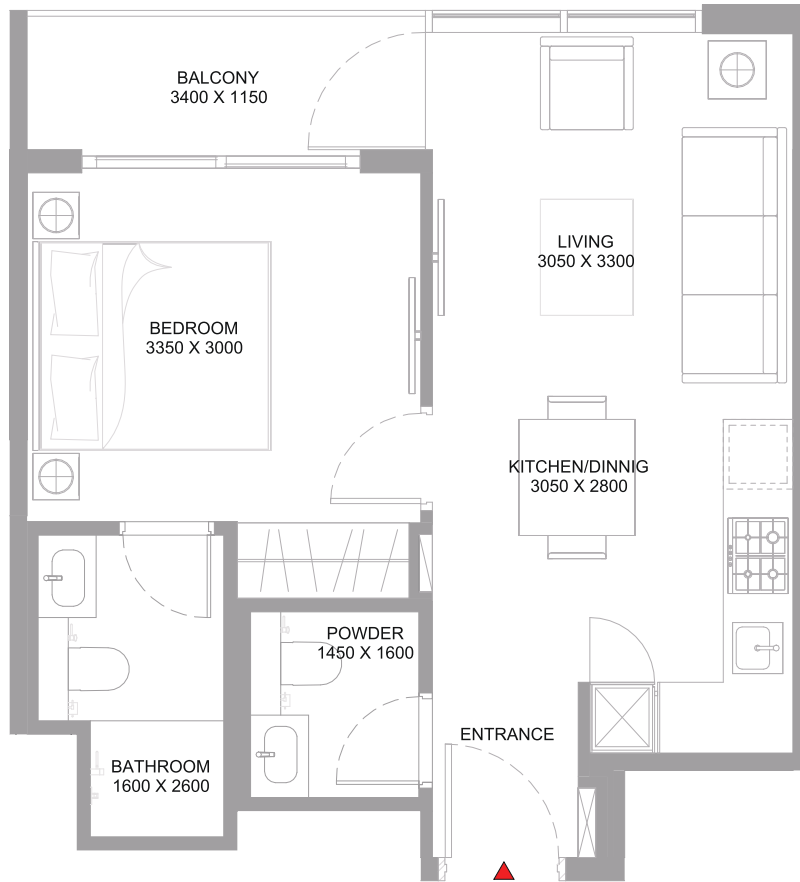 BALCONY
3400 X 1150
LIVING
3050 X 3300
BEDROOM
3350 X 3000
KITCHEN/DINNIG
3050 X 2800
POWDER
1450 X 1600
ENTRANCE
BATHROOM
1600 X 2600